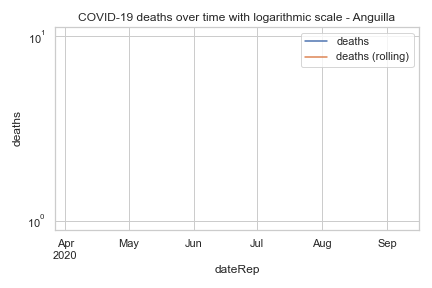 COVID-19 deaths over time with logarithmic scale - Anguilla
deaths
deaths (rolling)
10¹
deaths
10⁰
Apr May Jun Jul Aug Sep
2020
dateRep